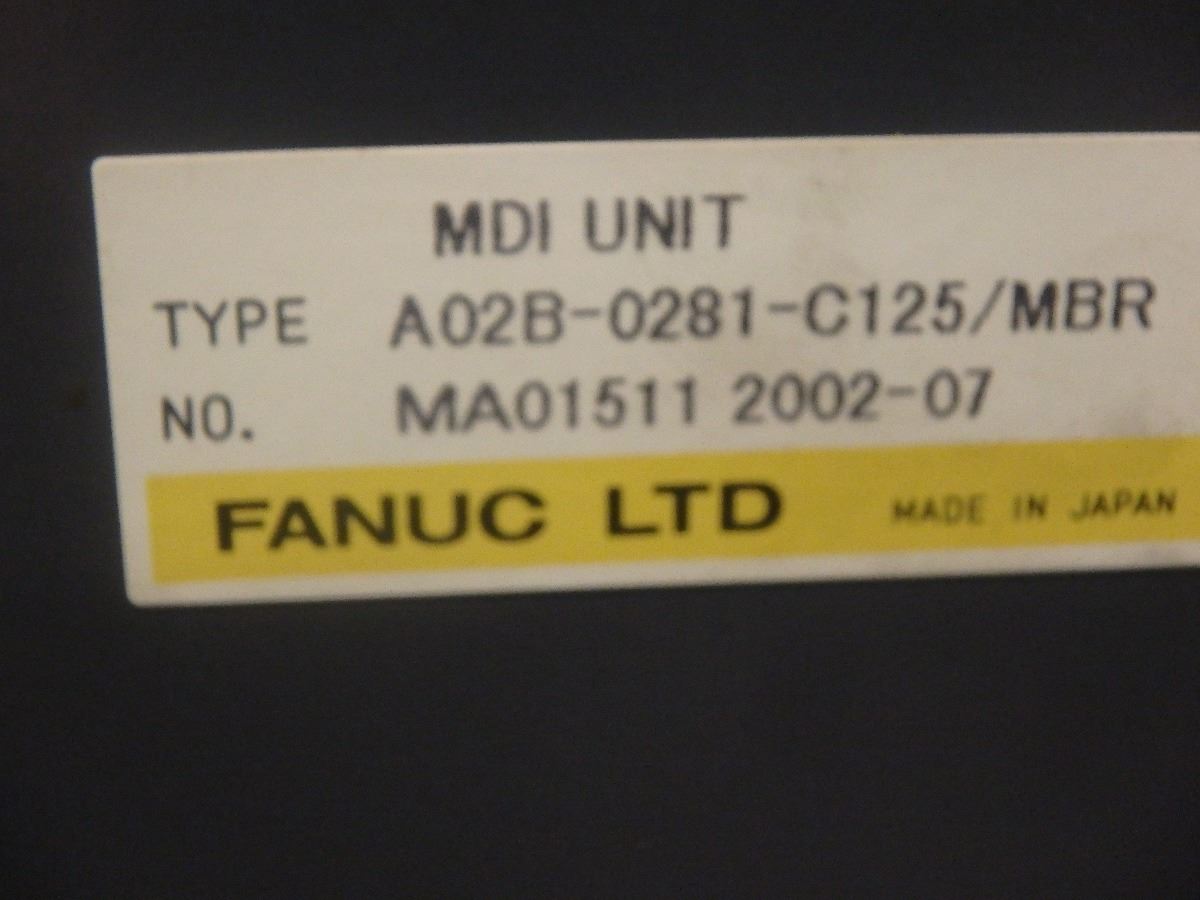 MDI UNIT
TYPE A02B-0281-C125/MBR
NO. MA01511 2002-07
FANUC LTD MADE IN JAPAN